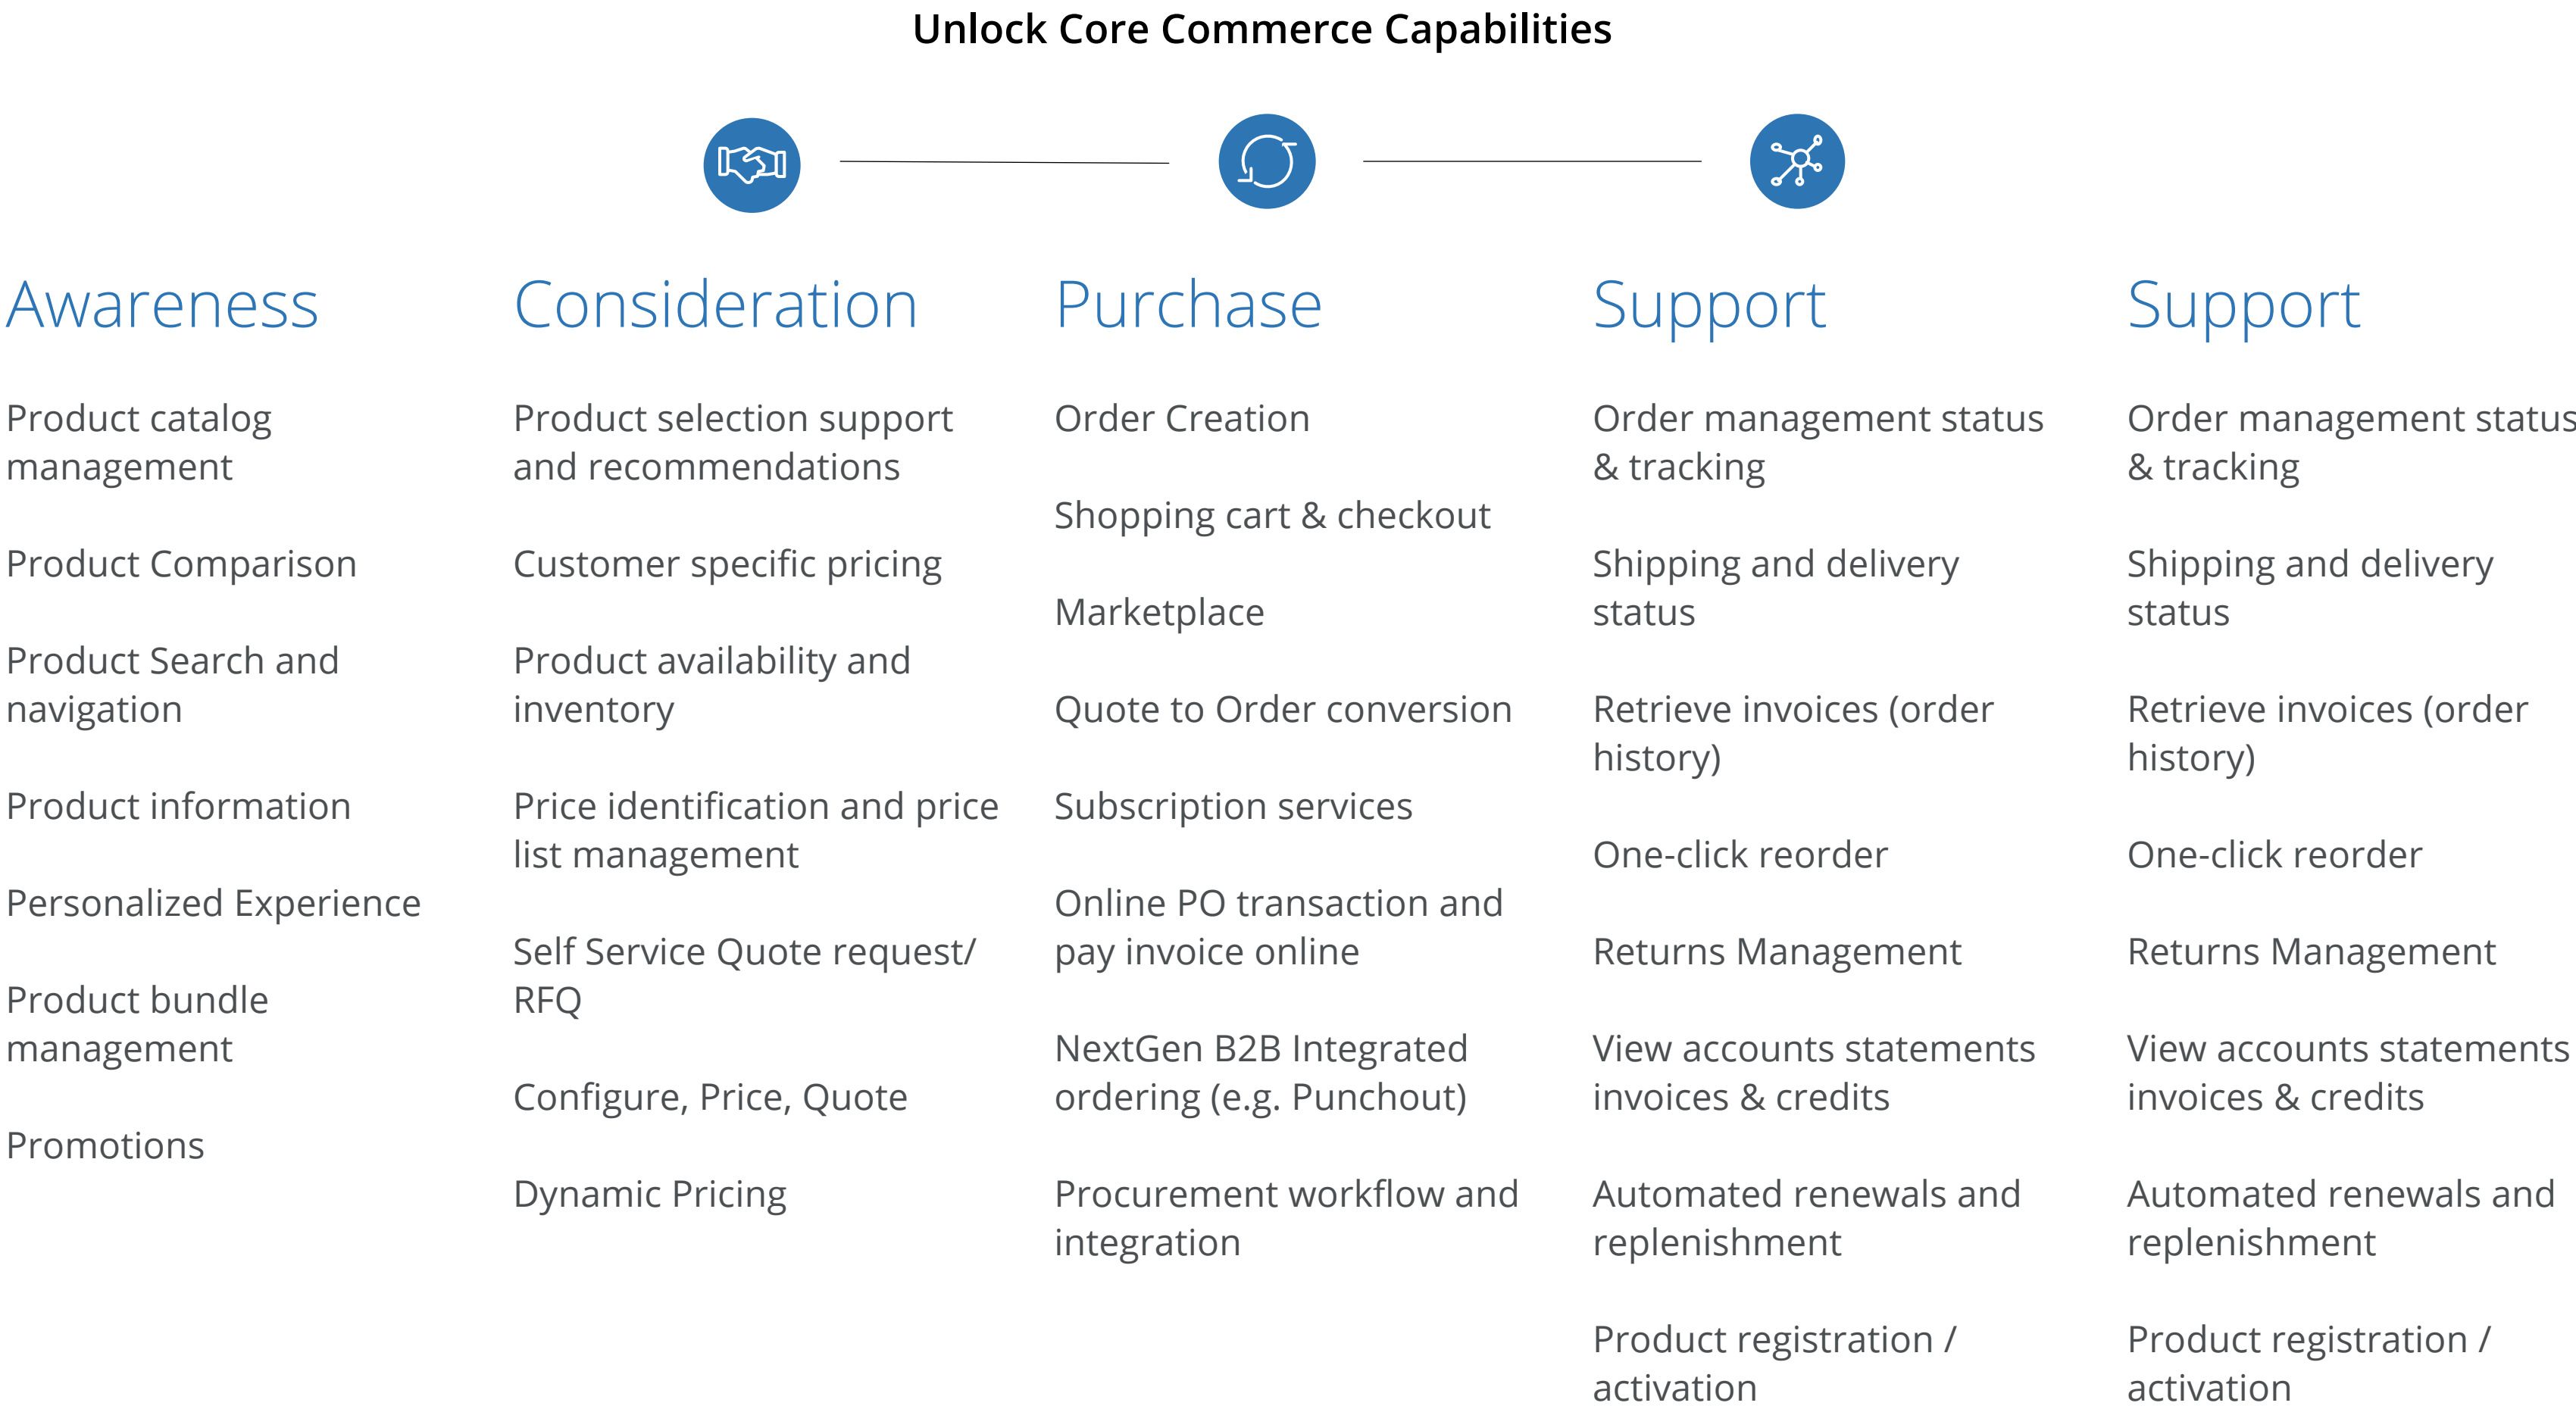 Unlock Core Commerce Capabilities
Awareness
Product catalog
management
Product Comparison
Product Search and
navigation
Product information
Personalized Experience
Product bundle
management
Promotions
Consideration
Product selection support
and recommendations
Customer specific pricing
Product availability and
inventory
Price identification and price
list management
Self Service Quote request/
RFQ
Configure, Price, Quote
Dynamic Pricing
Purchase
Order Creation
Shopping cart & checkout
Marketplace
Quote to Order conversion
Subscription services
Online PO transaction and
pay invoice online
NextGen B2B Integrated
ordering (e.g. Punchout)
Procurement workflow and
integration
Support
Order management status
& tracking
Shipping and delivery
status
Retrieve invoices (order
history)
One-click reorder
Returns Management
View accounts statements
invoices & credits
Automated renewals and
replenishment
Product registration /
activation
Support
Order management status
& tracking
Shipping and delivery
status
Retrieve invoices (order
history)
One-click reorder
Returns Management
View accounts statements
invoices & credits
Automated renewals and
replenishment
Product registration /
activation